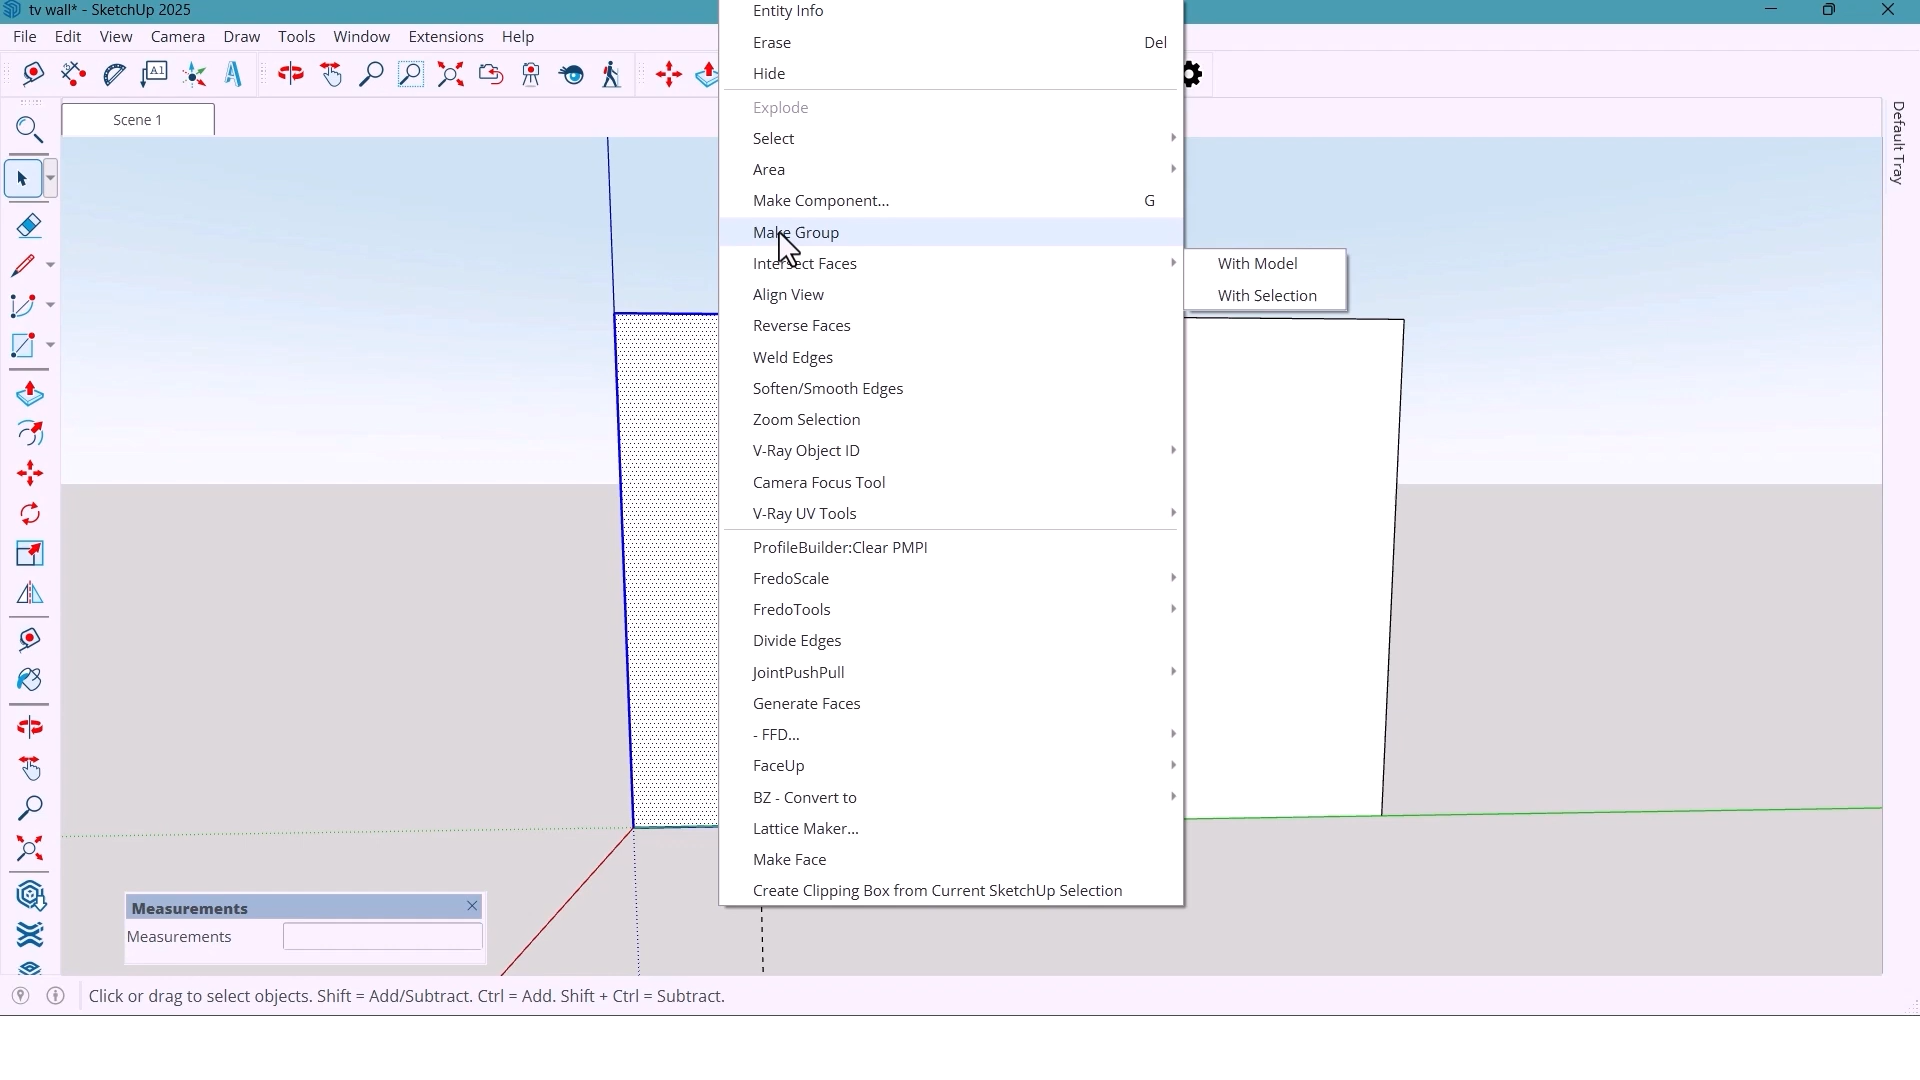 tv wall* - SketchUp 2025
File Edit View Camera Draw Tools Window Extensions Help
A1
Scene 1
Default Tray
Entity Info
Erase Del
Hide
Explode
Select
Area
Make Component... G
Make Group
Intersect Faces
With Model
With Selection
Align View
Reverse Faces
Weld Edges
Soften/Smooth Edges
Zoom Selection
V-Ray Object ID
Camera Focus Tool
V-Ray UV Tools
ProfileBuilder:Clear PMPI
FredoScale
FredoTools
Divide Edges
JointPushPull
Generate Faces
- FFD...
FaceUp
BZ - Convert to
Lattice Maker...
Make Face
Create Clipping Box from Current SketchUp Selection
Measurements
Measurements
Click or drag to select objects. Shift = Add/Subtract. Ctrl = Add. Shift + Ctrl = Subtract.